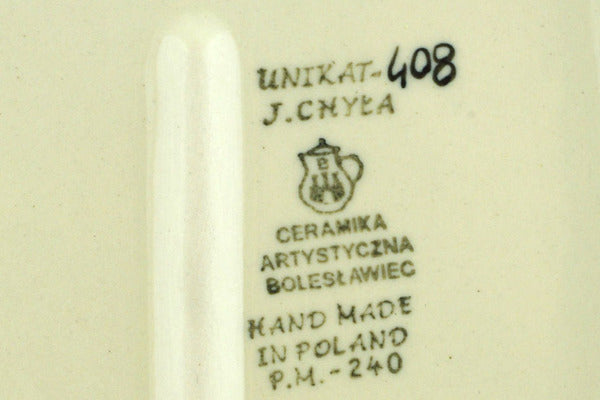 UNIKAT-408
J. CHYŁA
CERAMIKA
ARTYSTYCZNA
BOLESŁAWIEC
HAND MADE
IN POLAND
P.M.-240